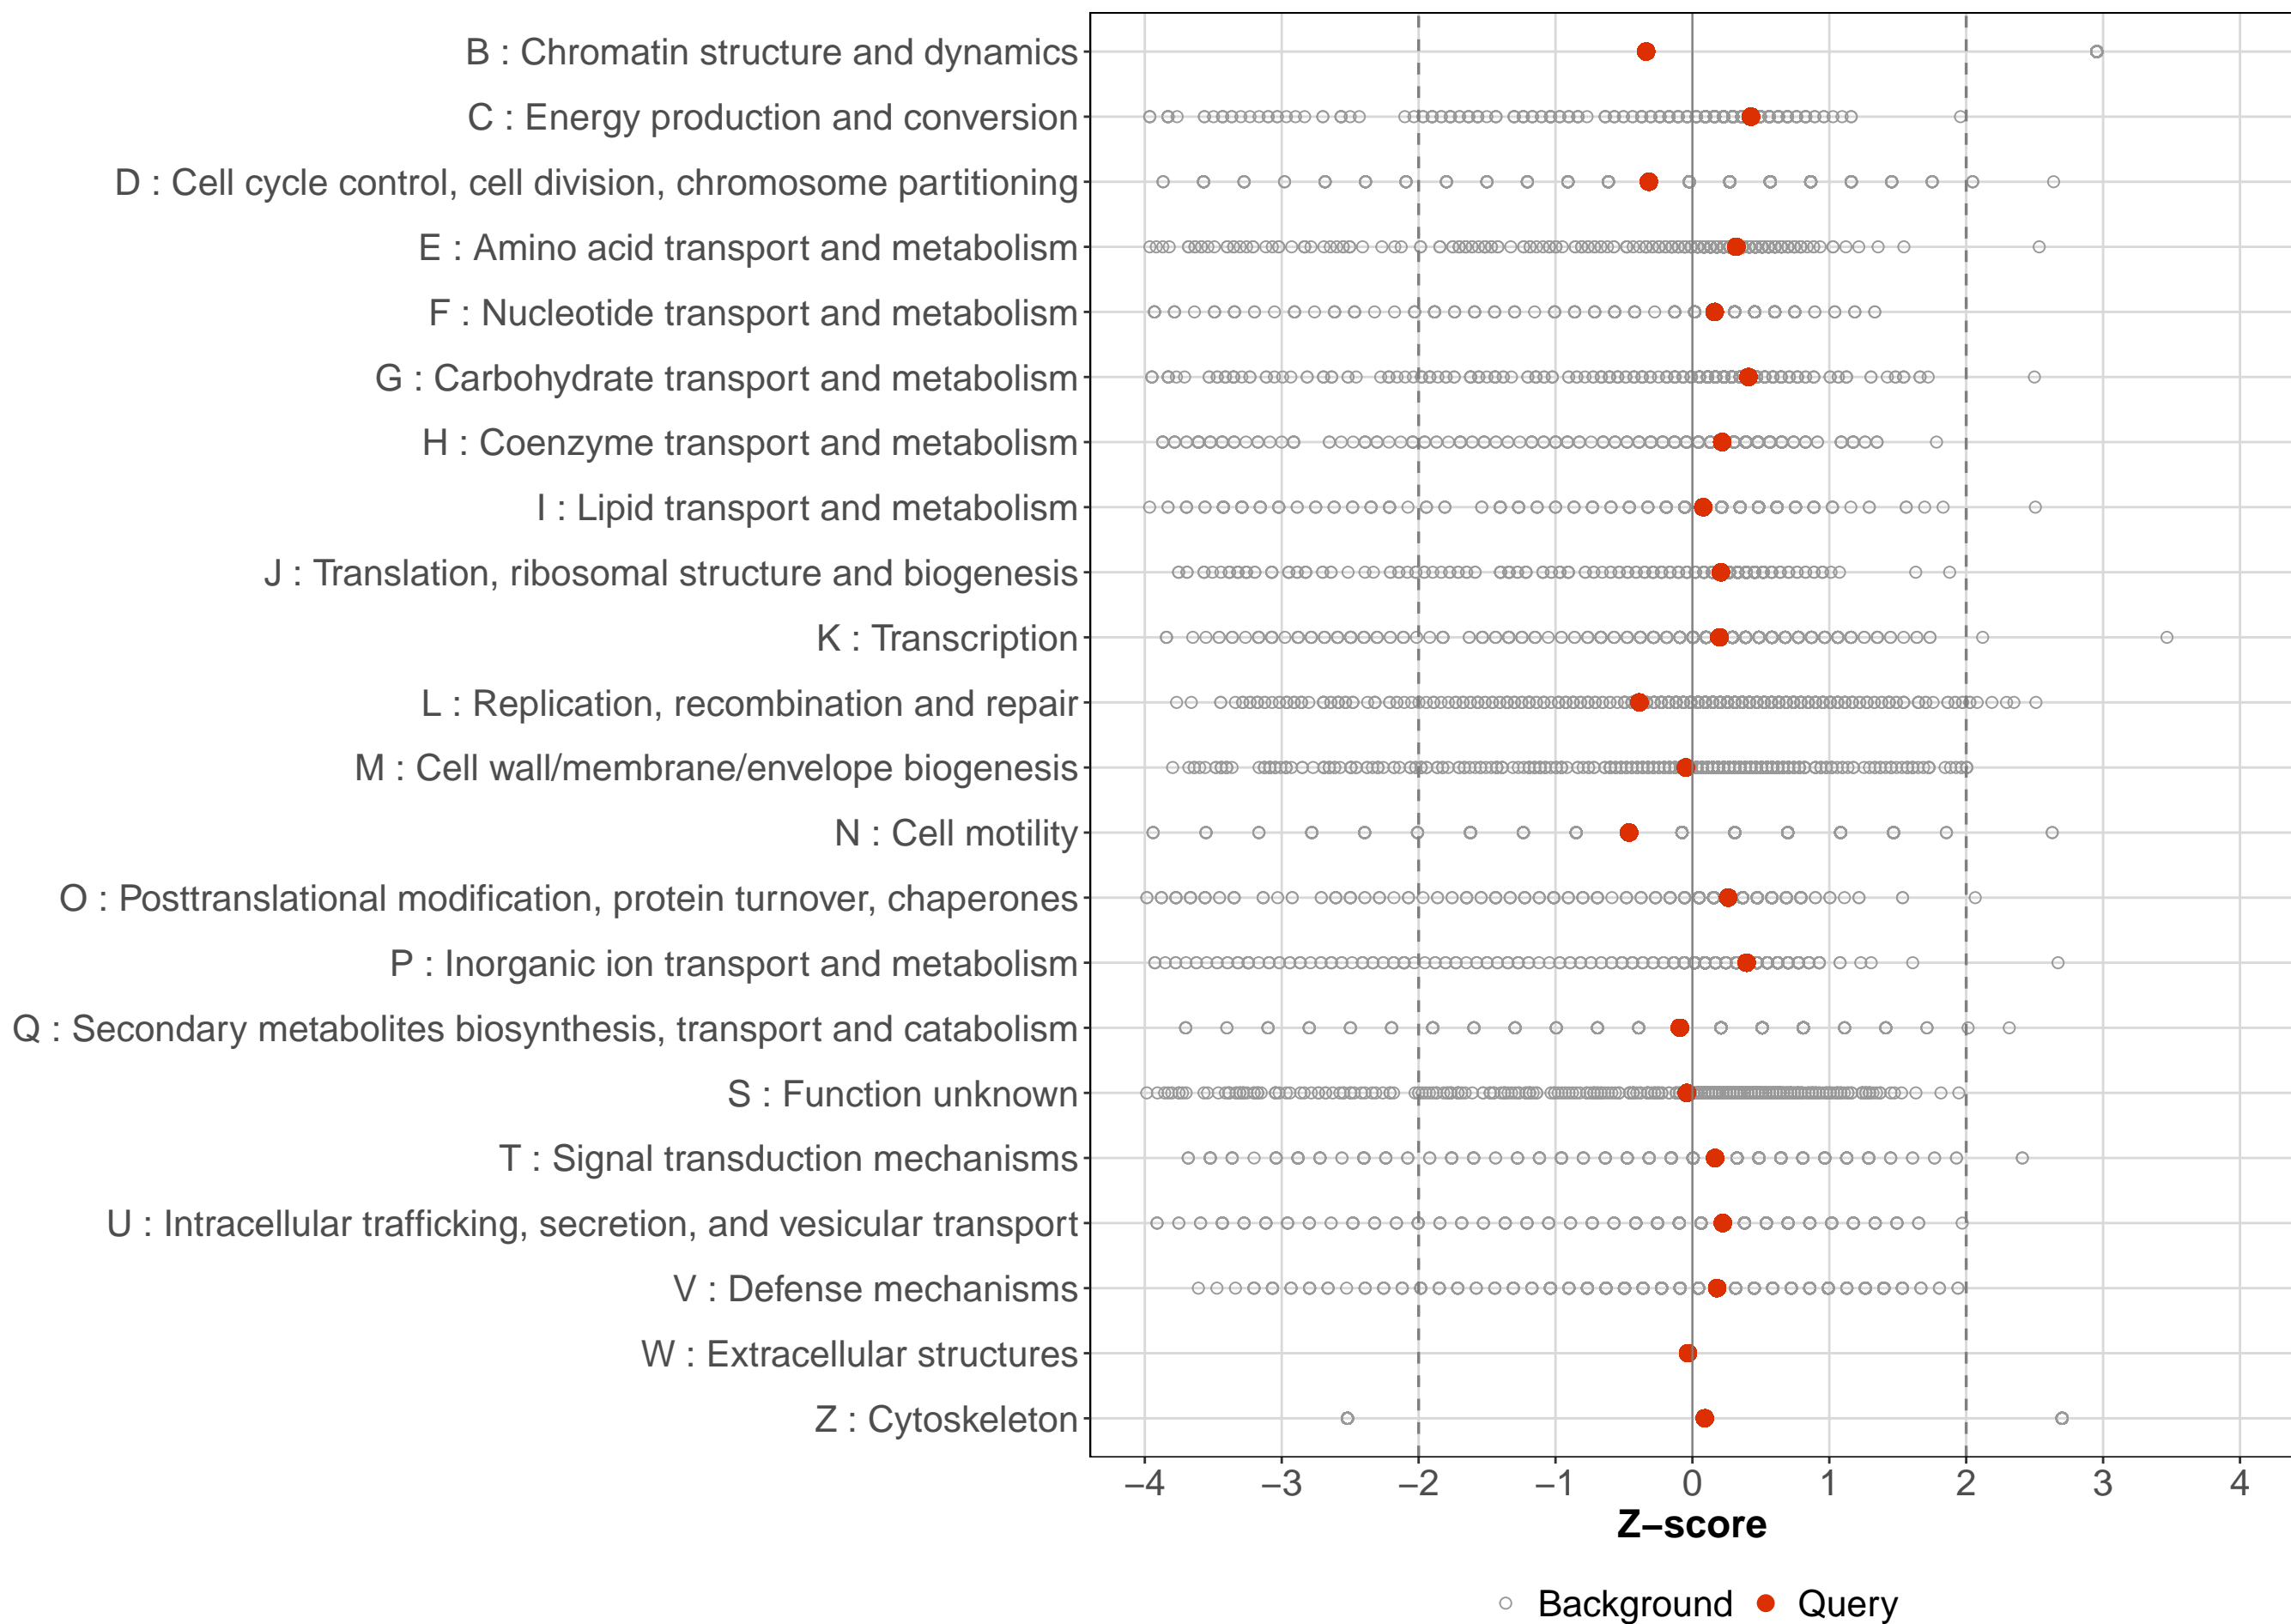 B : Chromatin structure and dynamics
C : Energy production and conversion
D : Cell cycle control, cell division, chromosome partitioning
E : Amino acid transport and metabolism
F : Nucleotide transport and metabolism
G : Carbohydrate transport and metabolism
H : Coenzyme transport and metabolism
I : Lipid transport and metabolism
J : Translation, ribosomal structure and biogenesis
K : Transcription
L : Replication, recombination and repair
M : Cell wall/membrane/envelope biogenesis
N : Cell motility
O : Posttranslational modification, protein turnover, chaperones
P : Inorganic ion transport and metabolism
Q : Secondary metabolites biosynthesis, transport and catabolism
S : Function unknown
T : Signal transduction mechanisms
U : Intracellular trafficking, secretion, and vesicular transport
V : Defense mechanisms
W : Extracellular structures
Z : Cytoskeleton
−4 −3 −2 −1 0 1 2 3 4
Z−score
Background Query